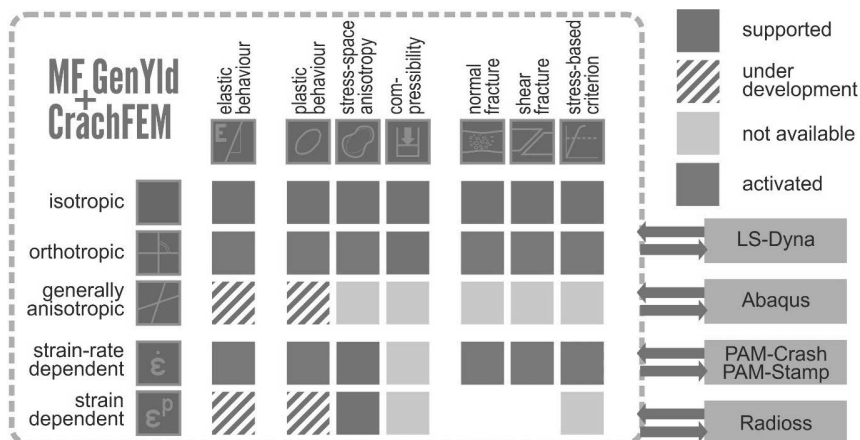 MF GenYld
+
CrachFEM
elastic
behaviour
plastic
behaviour
stress-space
anisotropy
com-
pressibility
normal
fracture
shear
fracture
stress-based
criterion
E
supported
under
development
not available
activated
isotropic
orthotropic
generally
anisotropic
strain-rate
dependent
ε̇
strain
dependent
εᵖ
LS-Dyna
Abaqus
PAM-Crash
PAM-Stamp
Radioss